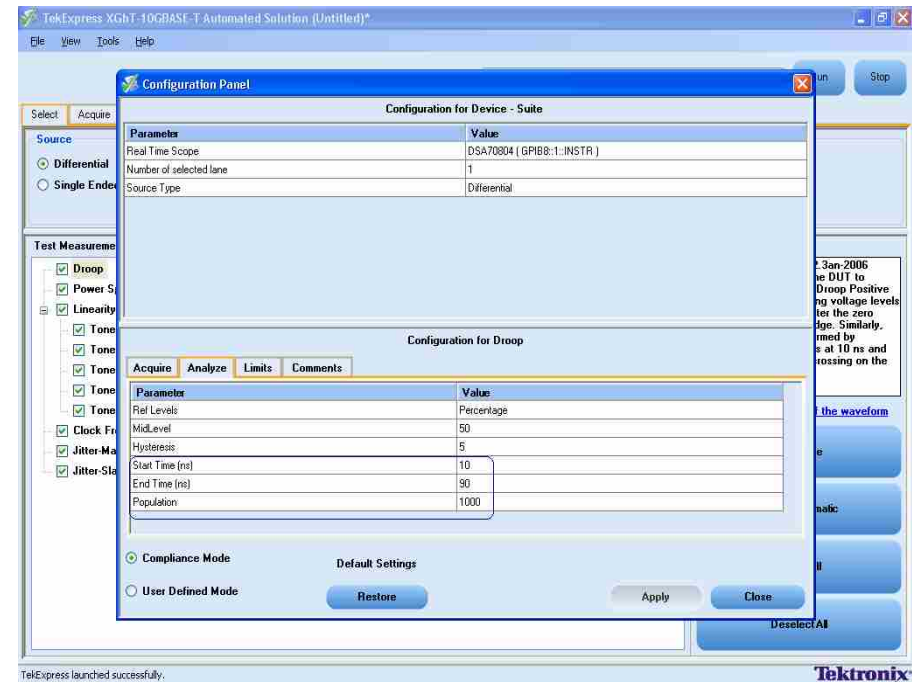 TekExpress XGbT-10GBASE-T Automated Solution (Untitled)*
File View Tools Help
Configuration Panel
un Stop
Select Acquire
Configuration for Device - Suite
Source
Differential
Single Ended
Parameter Value
Real Time Scope DSA70804 ( GPIB8::1::INSTR )
Number of selected lane 1
Source Type Differential
Test Measureme
Droop
Power Sp
Linearity
Tone
Tone
Tone
Tone
Tone
Clock Fr
Jitter-Ma
Jitter-Sla
.3an-2006
he DUT to
Droop Positive
ng voltage levels
ter the zero
dge. Similarly,
rmed by
s at 10 ns and
rossing on the
f the waveform
Configuration for Droop
Acquire Analyze Limits Comments
Parameter Value
Ref Levels Percentage
MidLevel 50
Hysteresis 5
Start Time (ns) 10
End Time (ns) 90
Population 1000
Compliance Mode
Default Settings
User Defined Mode
Restore Apply Close
e
matic
ll
Deselect All
TekExpress launched successfully.
Tektronix